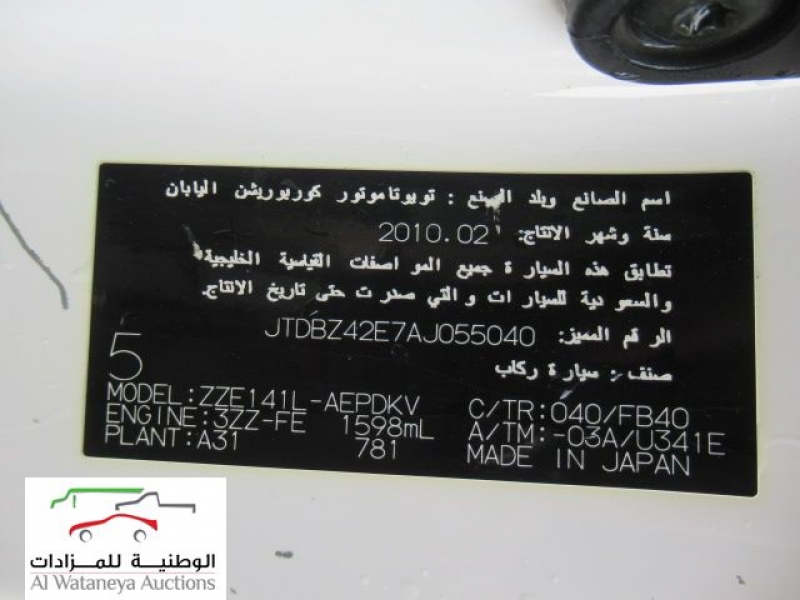 اسم الصانع وبلد الصنع : تويوتا موتور كوربوريشن اليابان
سنة وشهر الانتاج: 2010.02
تطابق هذه السيارة جميع المواصفات القياسية الخليجية
والسعودية للسيارات والتي صدرت حتى تاريخ الانتاج.
الرقم المميز: JTDBZ42E7AJ055040
صنف: سيارة ركاب
5
MODEL:ZZE141L-AEPDKV C/TR:040/FB40
ENGINE:3ZZ-FE 1598mL A/TM:-03A/U341E
PLANT:A31 781 MADE IN JAPAN
الوطنية للمزادات
Al Wataneya Auctions